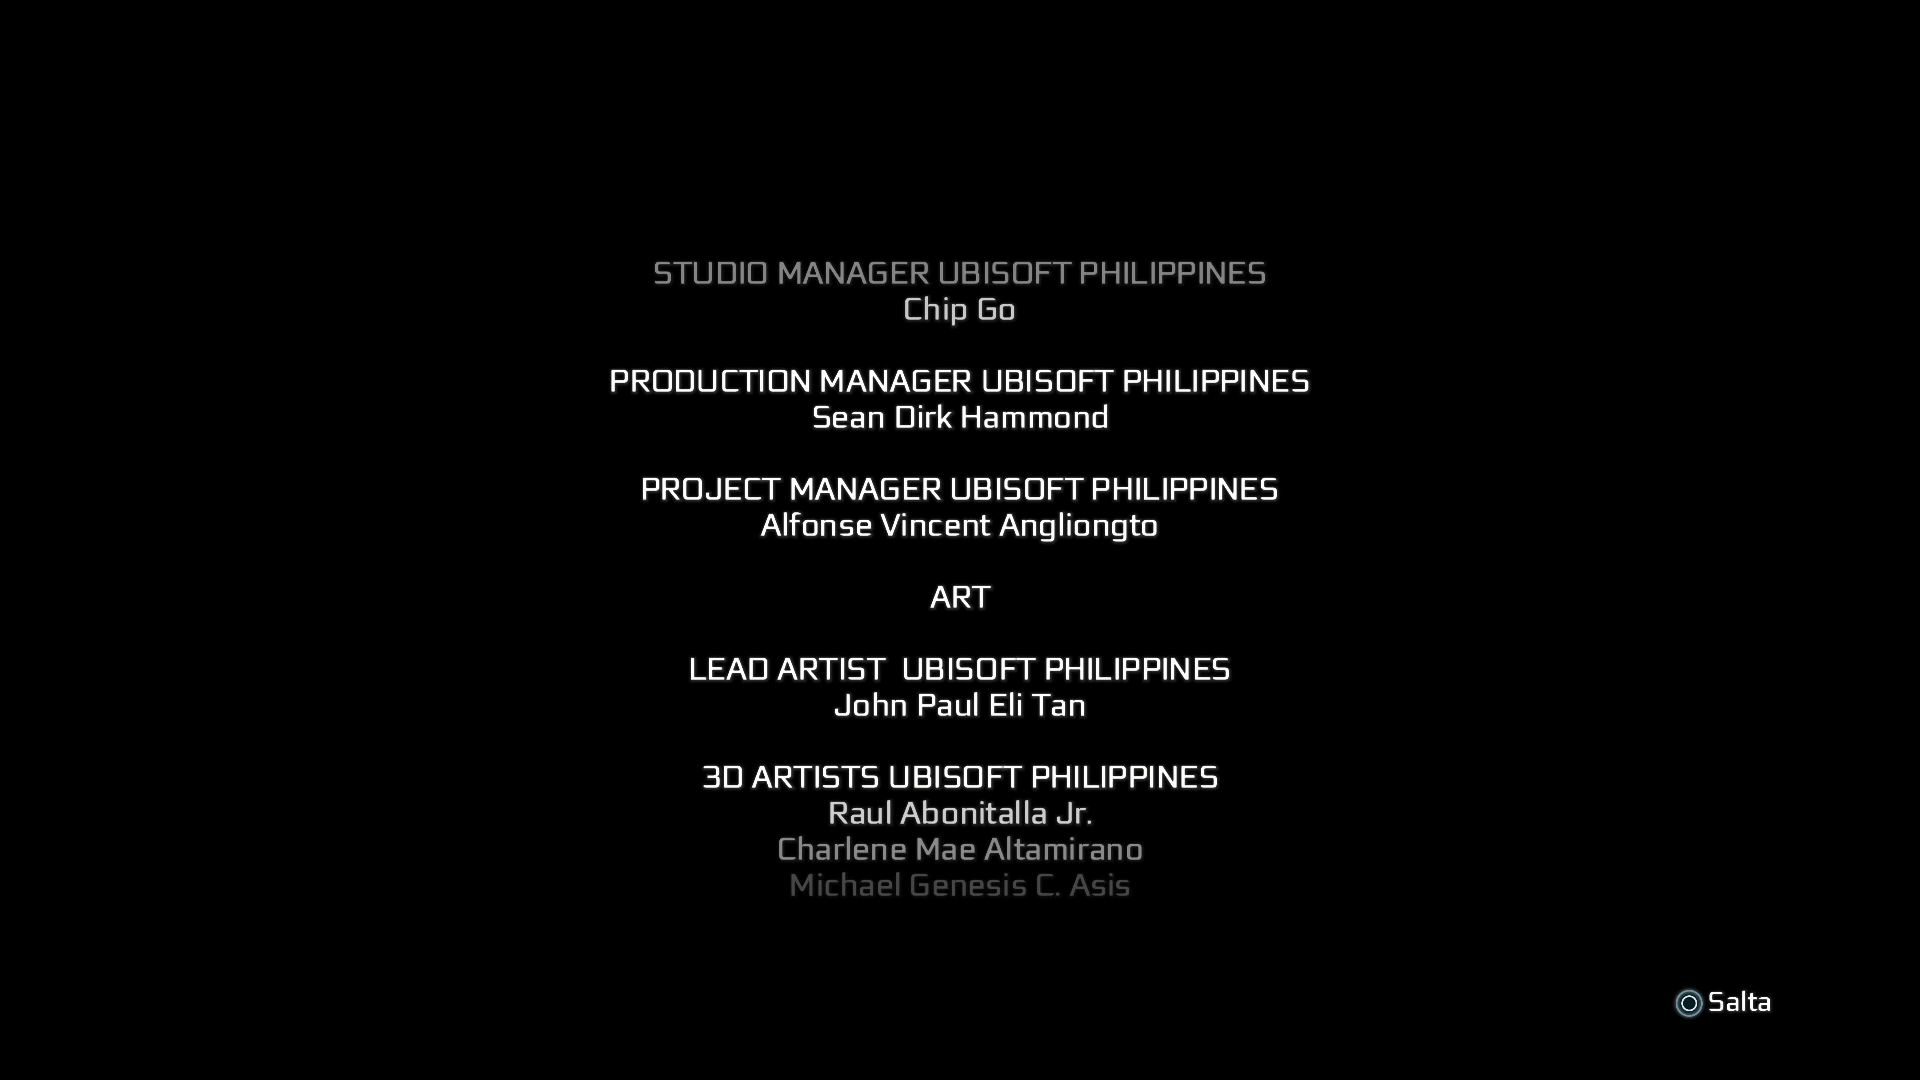 STUDIO MANAGER UBISOFT PHILIPPINES
Chip Go
PRODUCTION MANAGER UBISOFT PHILIPPINES
Sean Dirk Hammond
PROJECT MANAGER UBISOFT PHILIPPINES
Alfonse Vincent Angliongto
ART
LEAD ARTIST  UBISOFT PHILIPPINES
John Paul Eli Tan
3D ARTISTS UBISOFT PHILIPPINES
Raul Abonitalla Jr.
Charlene Mae Altamirano
Michael Genesis C. Asis
Salta